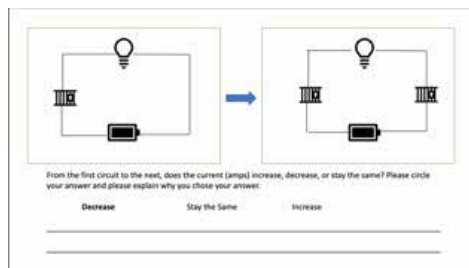 From the first circuit to the next, does the current (amps) increase, decrease, or stay the same? Please circle
your answer and please explain why you chose your answer.
Decrease Stay the Same Increase